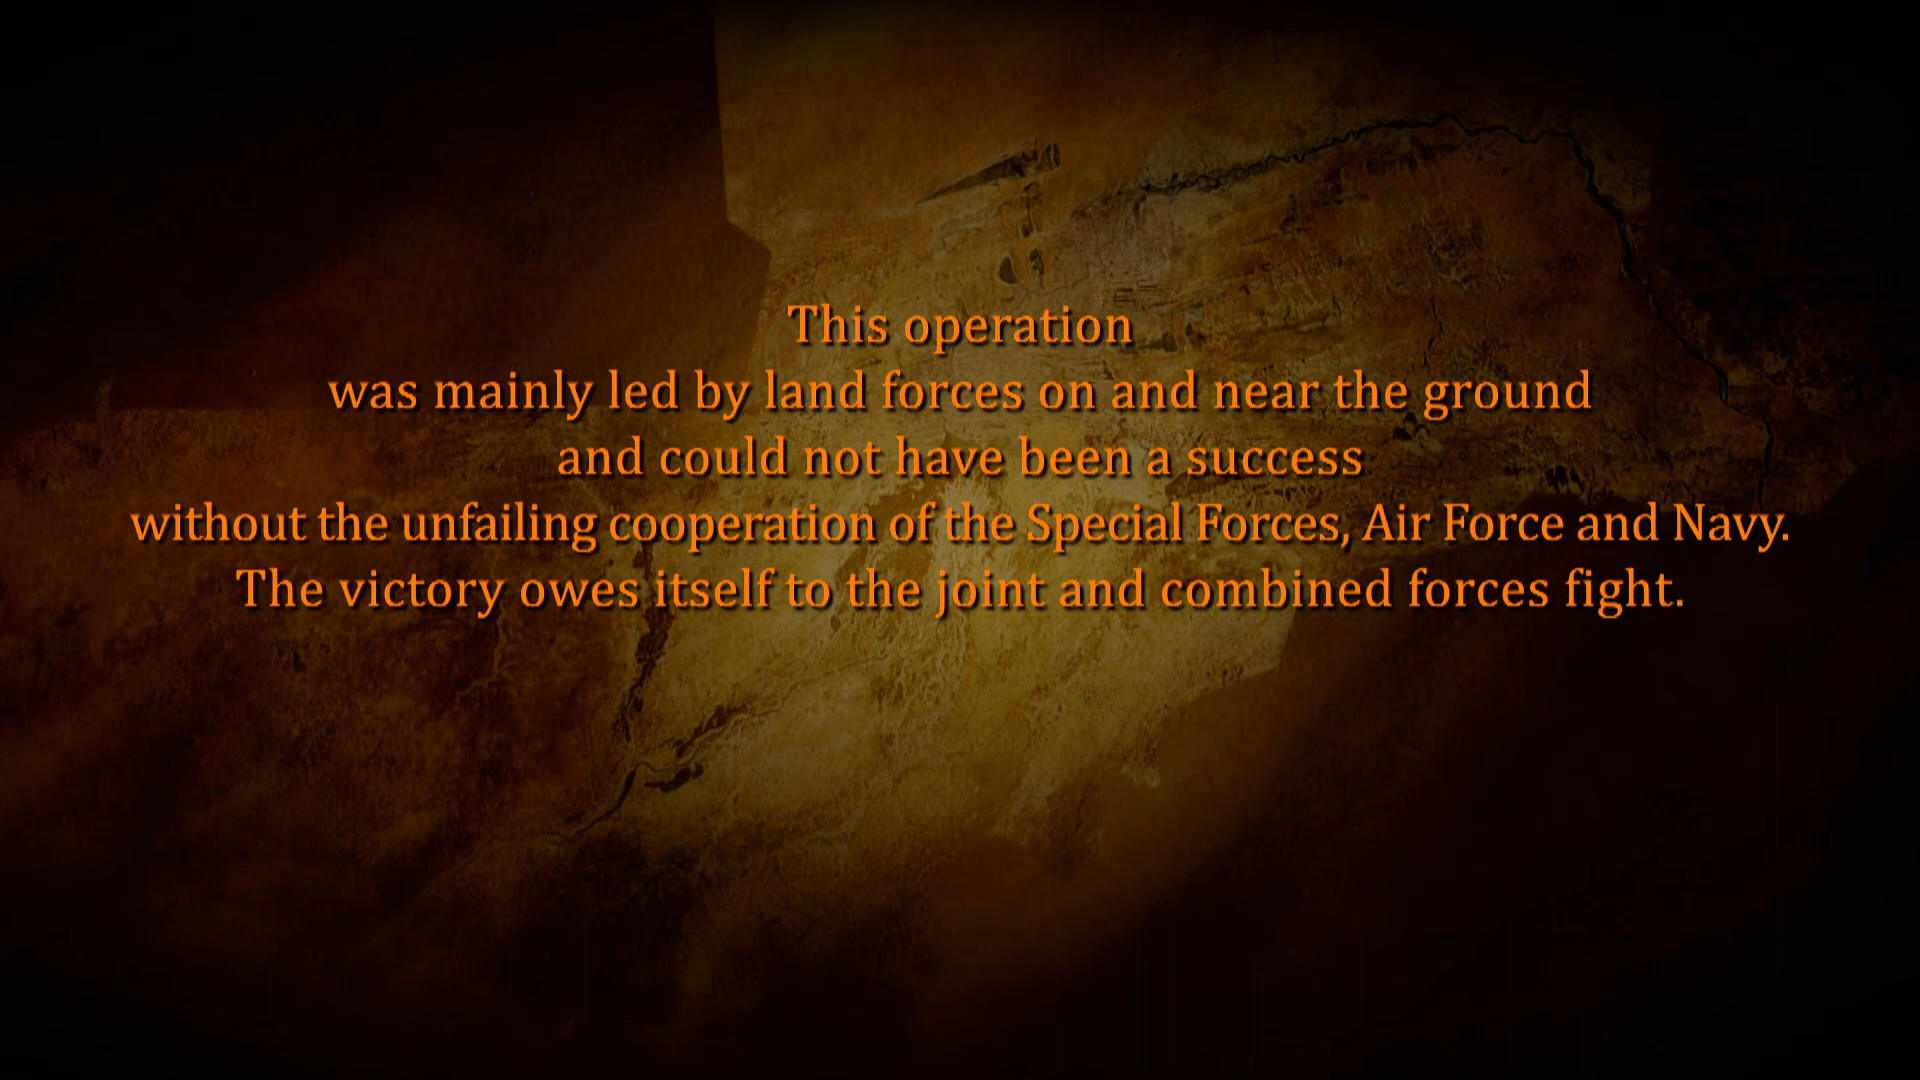 This operation
was mainly led by land forces on and near the ground
and could not have been a success
without the unfailing cooperation of the Special Forces, Air Force and Navy.
The victory owes itself to the joint and combined forces fight.